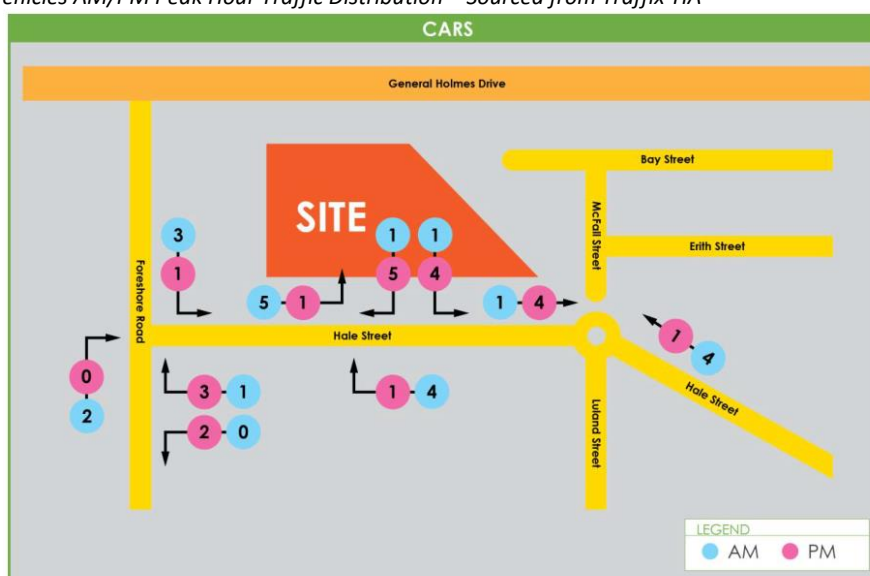 CARS
General Holmes Drive
Bay Street
McFall Street
SITE
3
1
1
1
5
4
Erith Street
Foreshore Road
5 1
1 4
1
4
Hale Street
0
2
3 1
1 4
Hale Street
2 0
Luland Street
LEGEND
AM PM